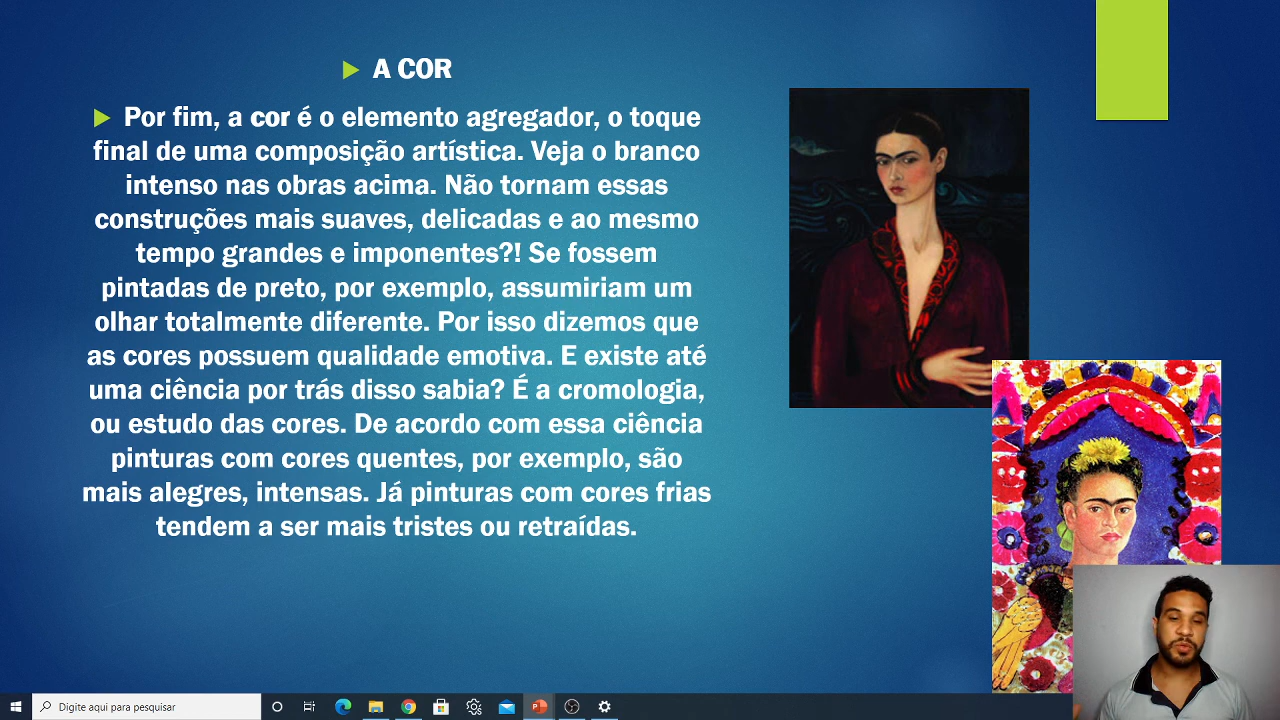 A COR
Por fim, a cor é o elemento agregador, o toque
final de uma composição artística. Veja o branco
intenso nas obras acima. Não tornam essas
construções mais suaves, delicadas e ao mesmo
tempo grandes e imponentes?! Se fossem
pintadas de preto, por exemplo, assumiriam um
olhar totalmente diferente. Por isso dizemos que
as cores possuem qualidade emotiva. E existe até
uma ciência por trás disso sabia? É a cromologia,
ou estudo das cores. De acordo com essa ciência
pinturas com cores quentes, por exemplo, são
mais alegres, intensas. Já pinturas com cores frias
tendem a ser mais tristes ou retraídas.
Digite aqui para pesquisar